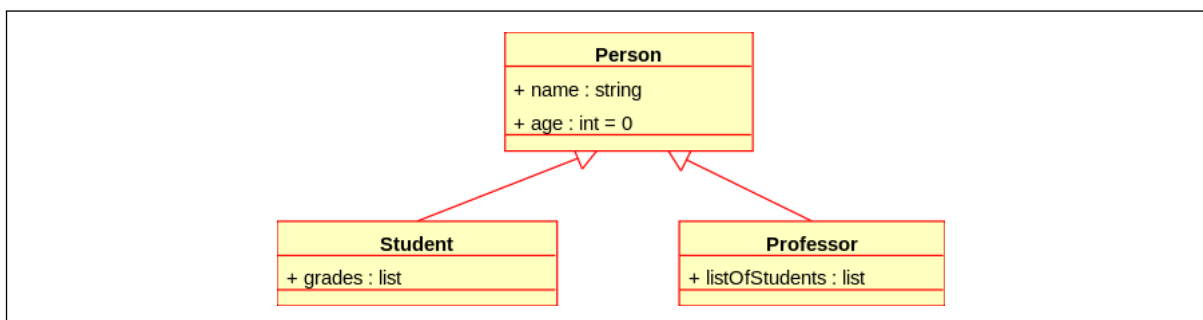 Person
+ name : string
+ age : int = 0
Student
+ grades : list
Professor
+ listOfStudents : list